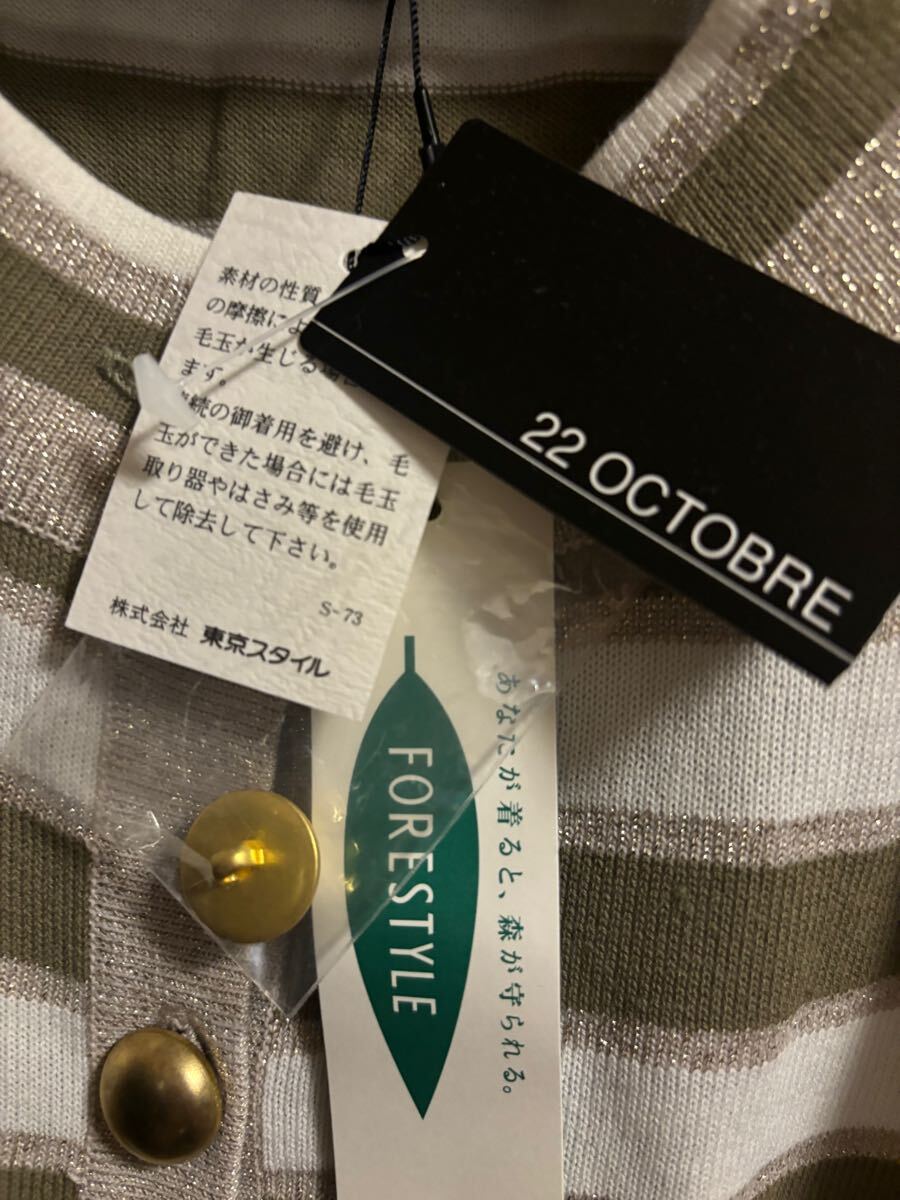 素材の性質
の摩擦によ
毛玉が生じる場合
ます。
続の御着用を避け、毛
玉ができた場合には毛玉
取り器やはさみ等を使用
して除去して下さい。
S-73
株式会社 東京スタイル
22 OCTOBRE
FORESTYLE
あなたが着ると、森が守られる。